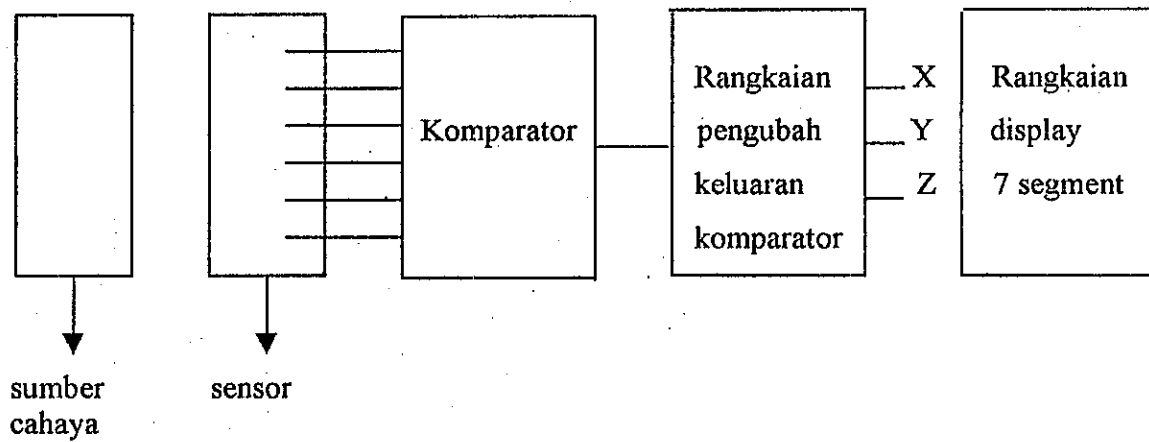 Komparator
Rangkaian
pengubah
keluaran
komparator
X
Y
Z
Rangkaian
display
7 segment
sumber
cahaya
sensor